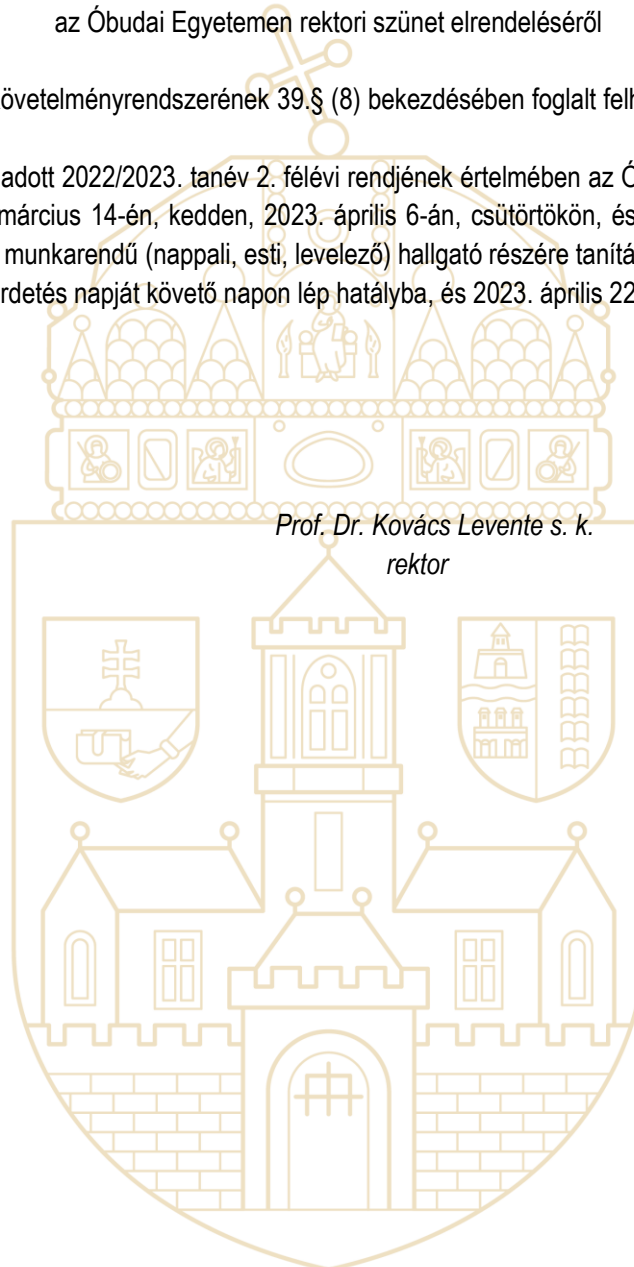 az Óbudai Egyetemen rektori szünet elrendeléséről
övetelményrendszerének 39.§ (8) bekezdésében foglalt felh
adott 2022/2023. tanév 2. félévi rendjének értelmében az Ó
március 14-én, kedden, 2023. április 6-án, csütörtökön, és
munkarendű (nappali, esti, levelező) hallgató részére tanítá
rdetés napját követő napon lép hatályba, és 2023. április 22
Prof. Dr. Kovács Levente s. k.
rektor